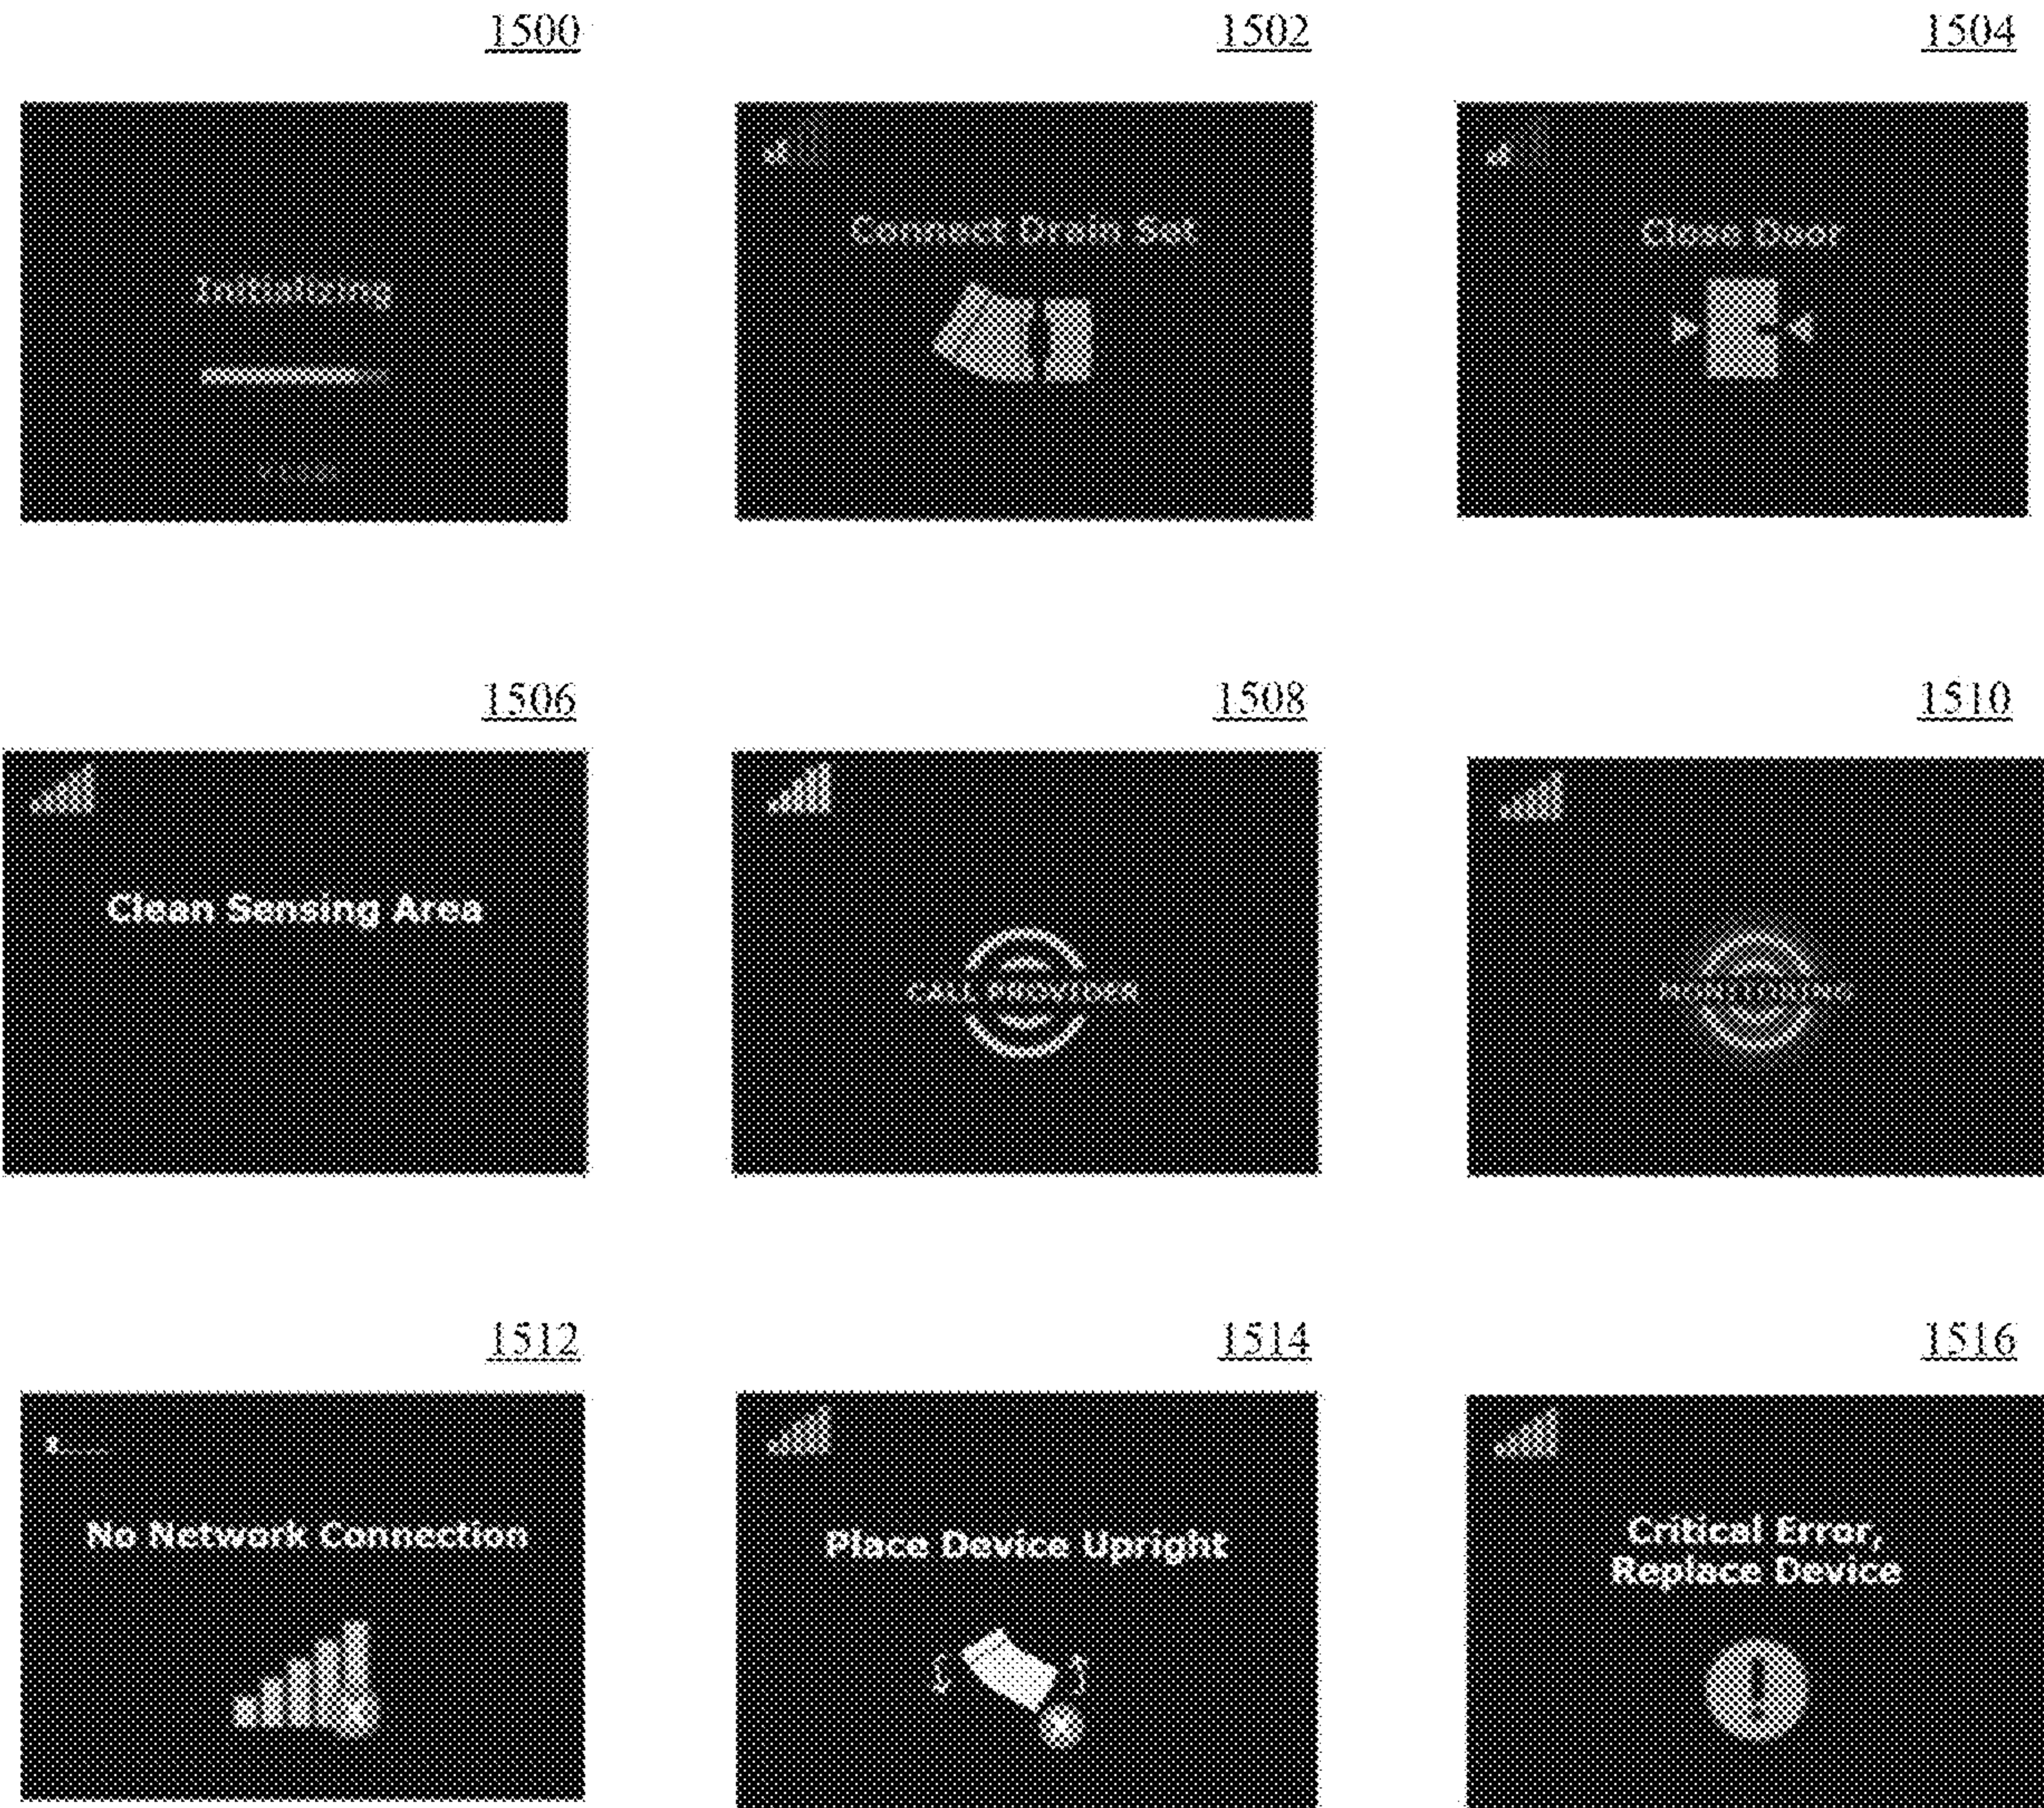 1500
1502
1504
Initializing
Connect Drain Set
Close Door
1506
1508
1510
Clean Sensing Area
CALL PROVIDER
MONITORING
1512
1514
1516
No Network Connection
Place Device Upright
Critical Error,
Replace Device